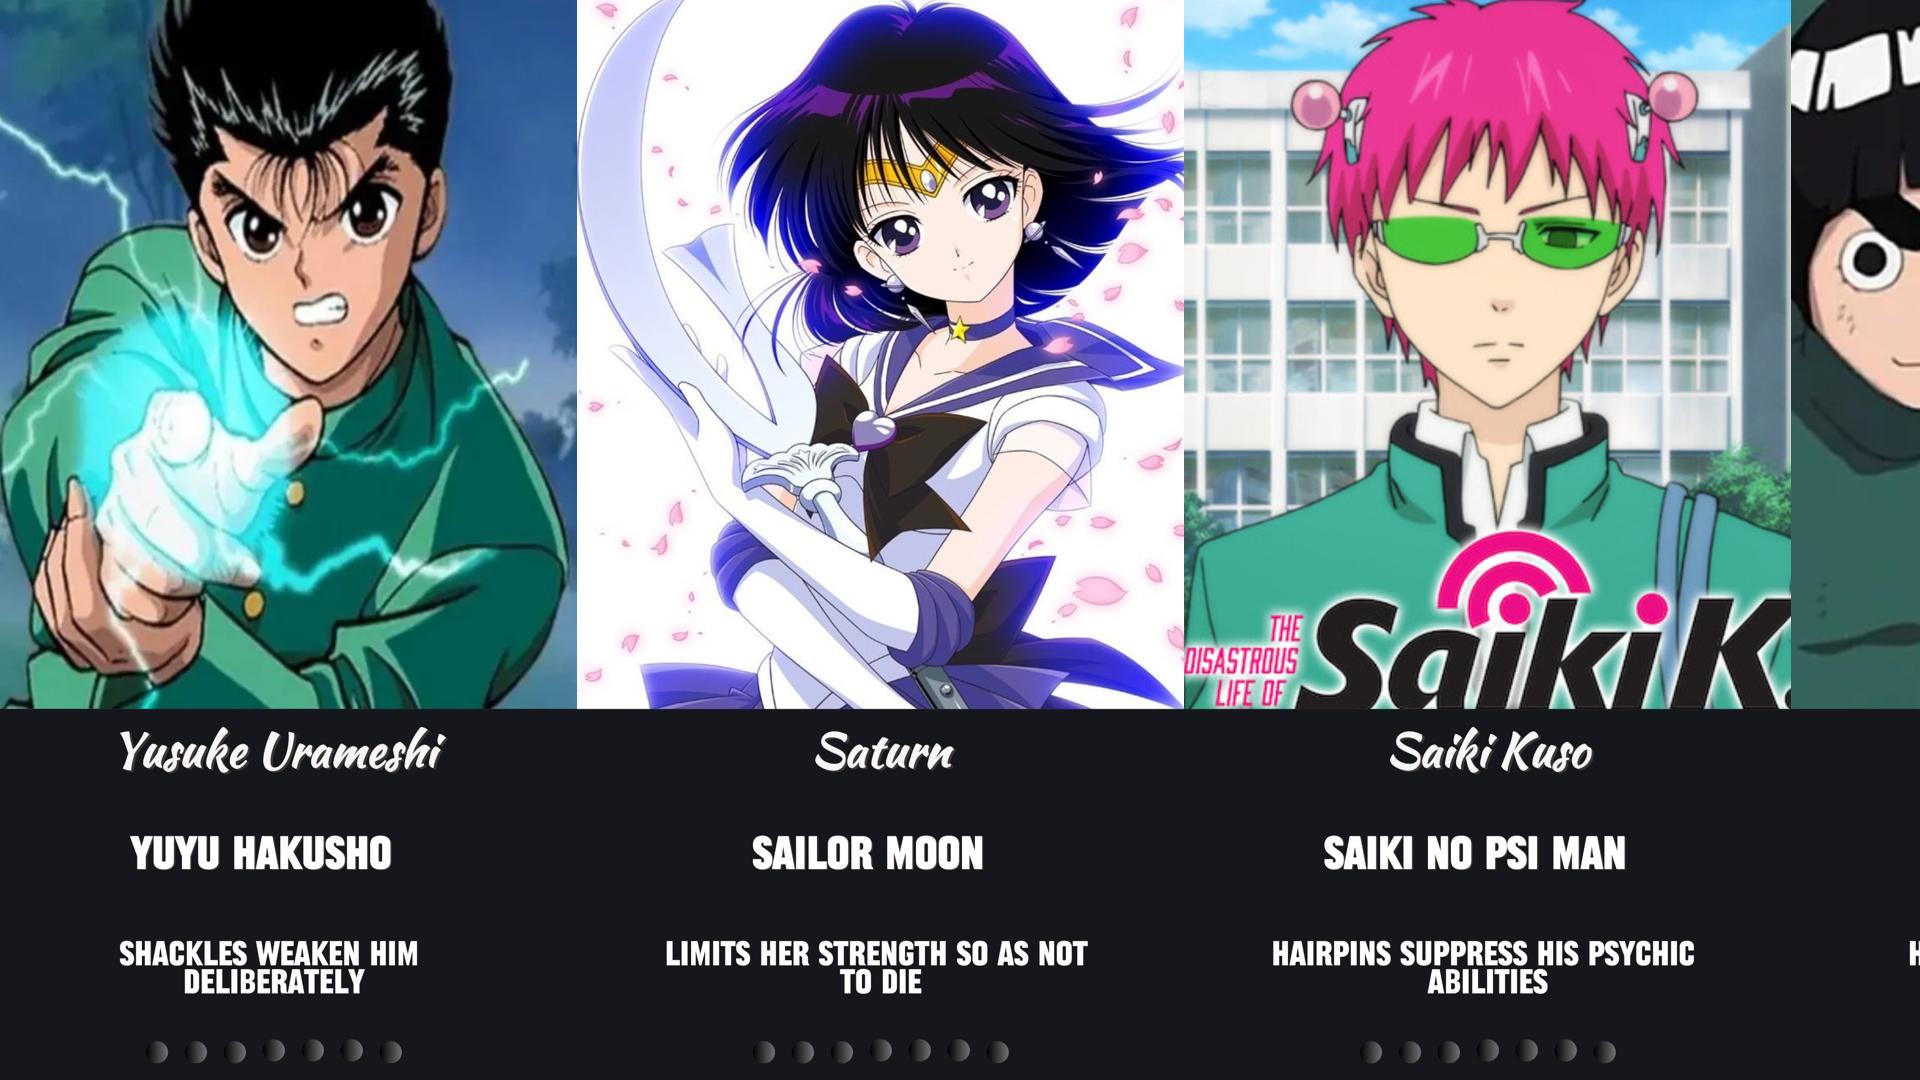 THE
DISASTROUS
LIFE OF
Saiki K.
Yusuke Urameshi
Saturn
Saiki Kuso
YUYU HAKUSHO
SAILOR MOON
SAIKI NO PSI MAN
SHACKLES WEAKEN HIM
DELIBERATELY
LIMITS HER STRENGTH SO AS NOT
TO DIE
HAIRPINS SUPPRESS HIS PSYCHIC
ABILITIES